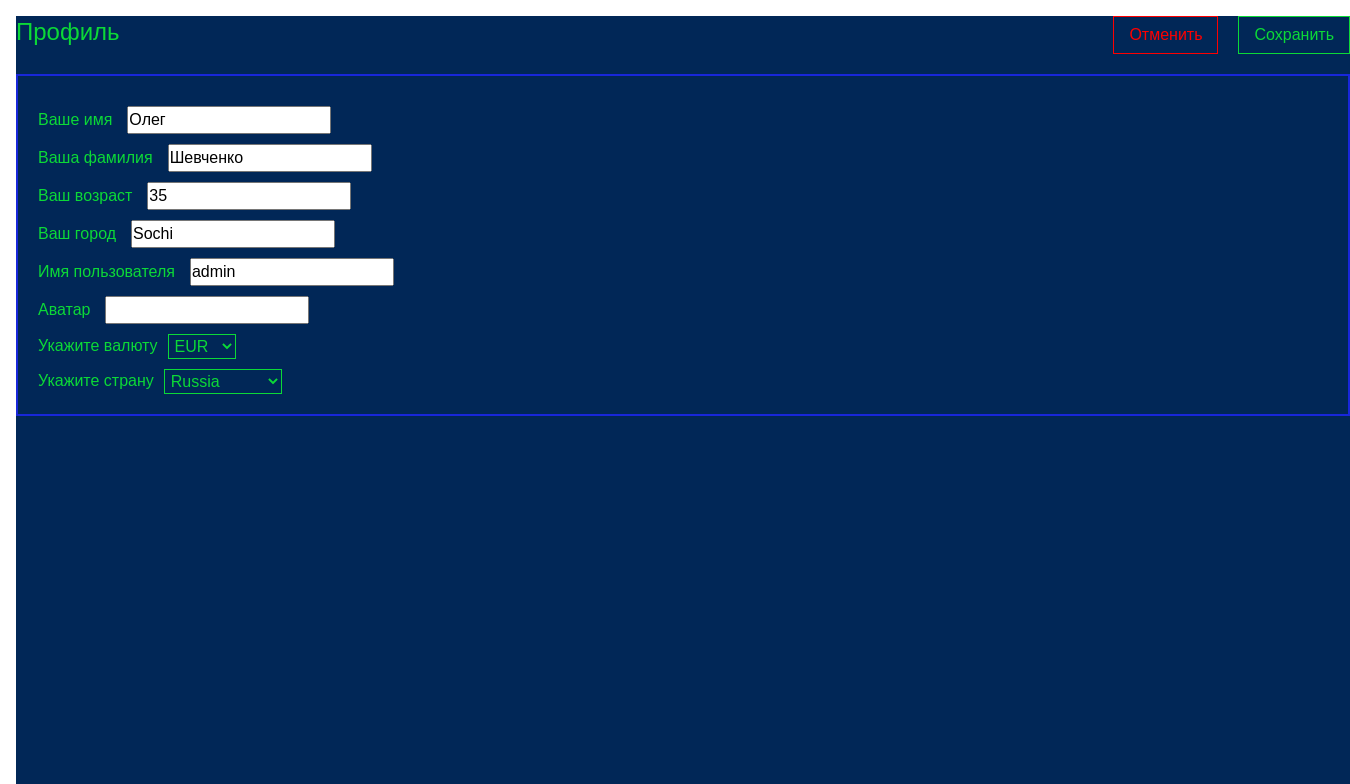 Профиль
Отменить
Сохранить
Ваше имя Олег
Ваша фамилия Шевченко
Ваш возраст 35
Ваш город Sochi
Имя пользователя admin
Аватар
Укажите валюту EUR
Укажите страну Russia